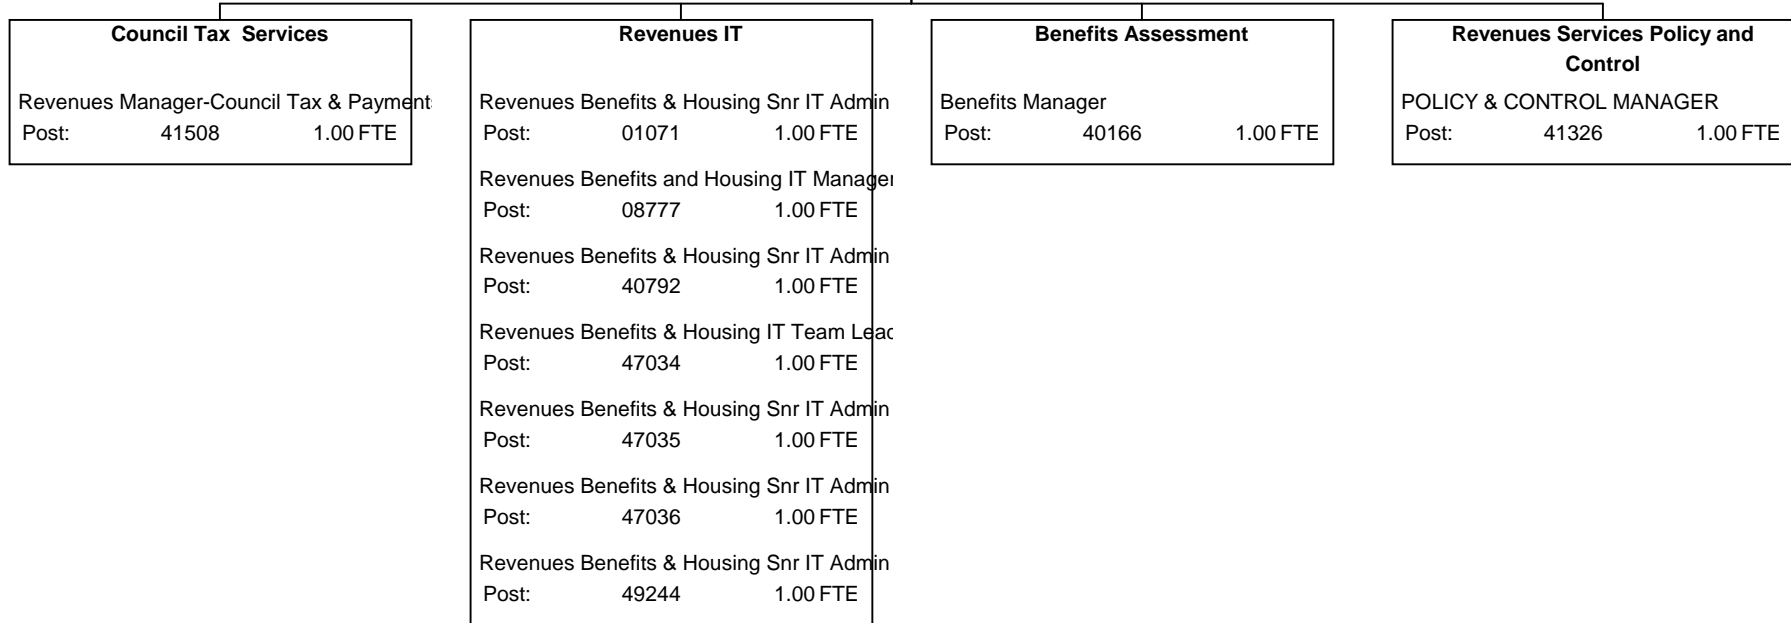 Council Tax  Services
Revenues Manager-Council Tax & Payment
Post: 41508 1.00 FTE
Revenues IT
Revenues Benefits & Housing Snr IT Admin
Post: 01071 1.00 FTE
Revenues Benefits and Housing IT Manager
Post: 08777 1.00 FTE
Revenues Benefits & Housing Snr IT Admin
Post: 40792 1.00 FTE
Revenues Benefits & Housing IT Team Lead
Post: 47034 1.00 FTE
Revenues Benefits & Housing Snr IT Admin
Post: 47035 1.00 FTE
Revenues Benefits & Housing Snr IT Admin
Post: 47036 1.00 FTE
Revenues Benefits & Housing Snr IT Admin
Post: 49244 1.00 FTE
Benefits Assessment
Benefits Manager
Post: 40166 1.00 FTE
Revenues Services Policy and
Control
POLICY & CONTROL MANAGER
Post: 41326 1.00 FTE